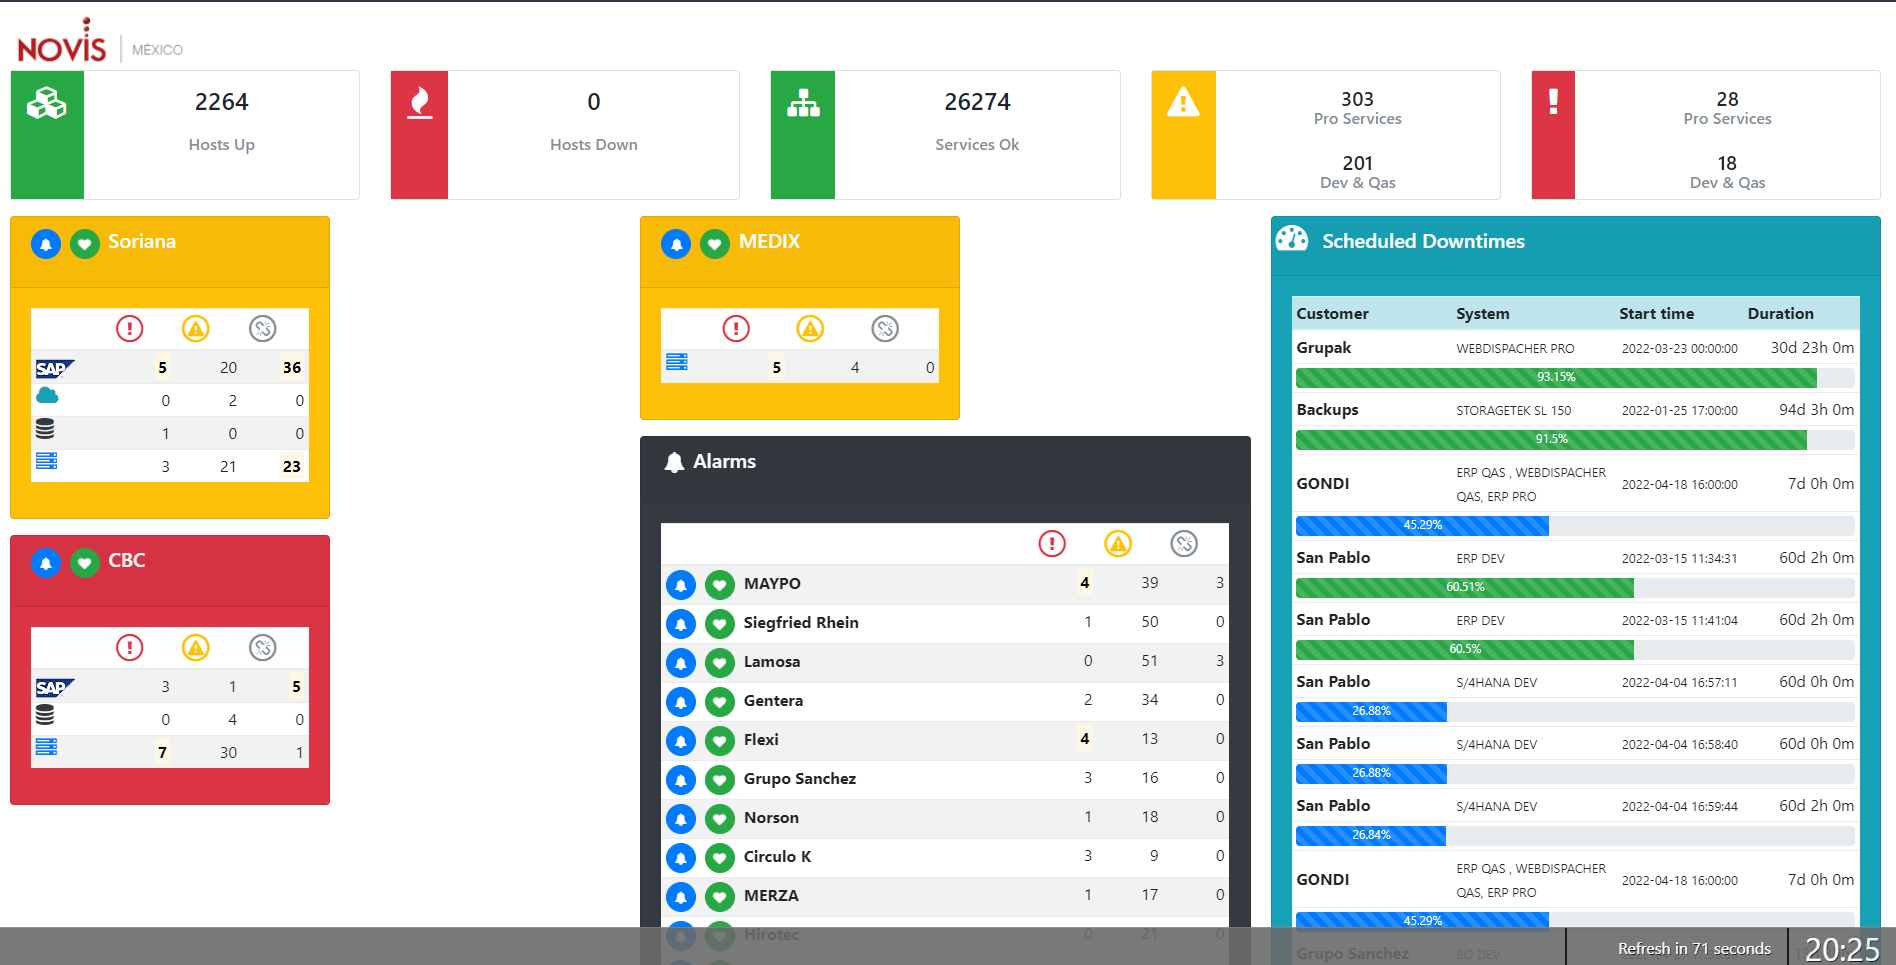 NOVIS MÉXICO
2264
Hosts Up
0
Hosts Down
26274
Services Ok
303
Pro Services
201
Dev & Qas
28
Pro Services
18
Dev & Qas
Soriana
SAP 5 20 36
0 2 0
1 0 0
3 21 23
CBC
SAP 3 1 5
0 4 0
7 30 1
MEDIX
5 4 0
Alarms
MAYPO 4 39 3
Siegfried Rhein 1 50 0
Lamosa 0 51 3
Gentera 2 34 0
Flexi 4 13 0
Grupo Sanchez 3 16 0
Norson 1 18 0
Circulo K 3 9 0
MERZA 1 17 0
Hirotec 0 21 0
Scheduled Downtimes
Customer System Start time Duration
Grupak WEBDISPACHER PRO 2022-03-23 00:00:00 30d 23h 0m
93.15%
Backups STORAGETEK SL 150 2022-01-25 17:00:00 94d 3h 0m
91.5%
GONDI ERP QAS , WEBDISPACHER QAS, ERP PRO 2022-04-18 16:00:00 7d 0h 0m
45.29%
San Pablo ERP DEV 2022-03-15 11:34:31 60d 2h 0m
60.51%
San Pablo ERP DEV 2022-03-15 11:41:04 60d 2h 0m
60.5%
San Pablo S/4HANA DEV 2022-04-04 16:57:11 60d 0h 0m
26.88%
San Pablo S/4HANA DEV 2022-04-04 16:58:40 60d 0h 0m
26.88%
San Pablo S/4HANA DEV 2022-04-04 16:59:44 60d 2h 0m
26.84%
GONDI ERP QAS , WEBDISPACHER QAS, ERP PRO 2022-04-18 16:00:00 7d 0h 0m
45.29%
Grupo Sanchez BO DEV
Refresh in 71 seconds
20:25